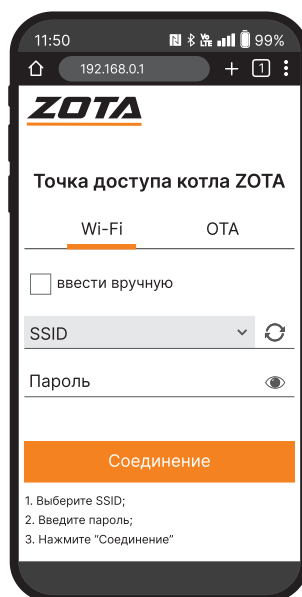 11:50 99%
192.168.0.1 1
ZOTA
Точка доступа котла ZOTA
Wi-Fi OTA
ввести вручную
SSID
Пароль
Соединение
1. Выберите SSID;
2. Введите пароль;
3. Нажмите “Соединение”